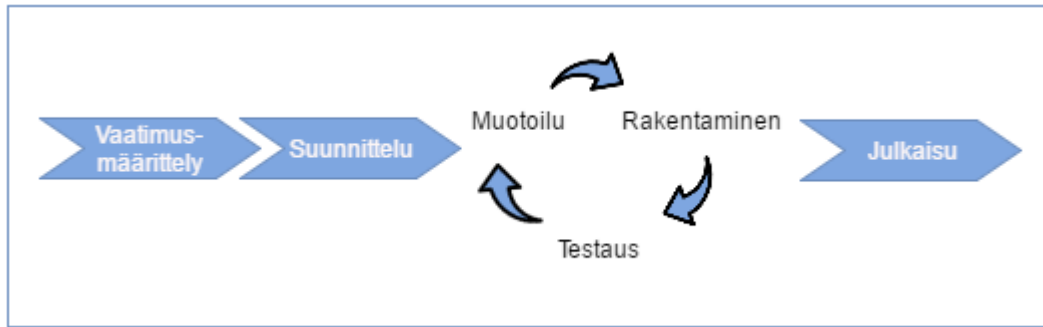 Vaatimus-
määrittely
Suunnittelu
Muotoilu
Rakentaminen
Testaus
Julkaisu